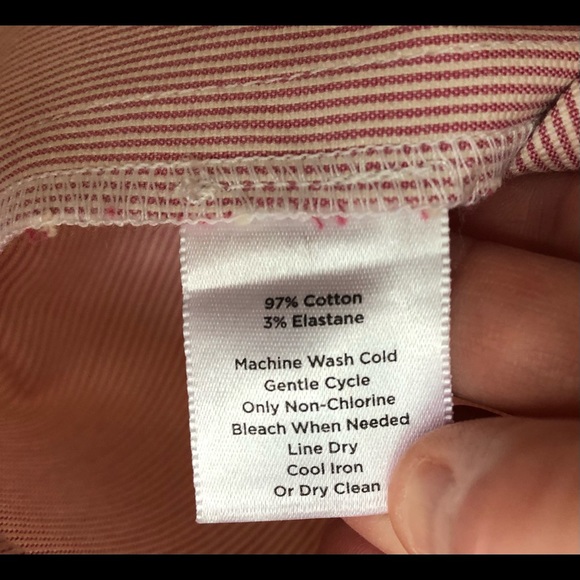 97% Cotton
3% Elastane
Machine Wash Cold
Gentle Cycle
Only Non-Chlorine
Bleach When Needed
Line Dry
Cool Iron
Or Dry Clean